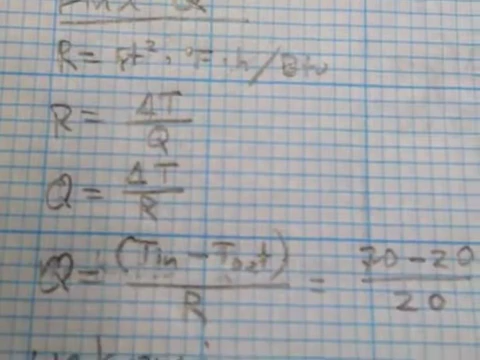 R = ft². °F. h/Btu
R = ΔT/Q
Q = ΔT/R
Q = (Tin - Tout)/R = 70-20/20